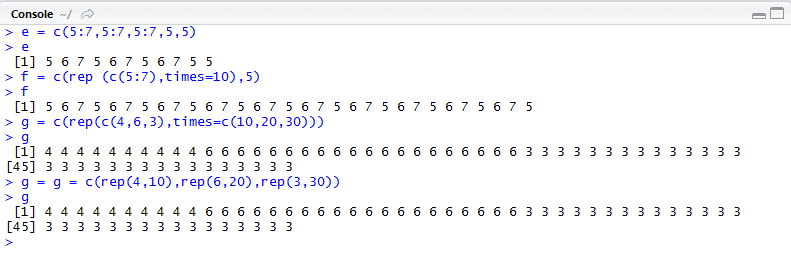 Console ~/
> e = c(5:7,5:7,5:7,5,5)
> e
[1] 5 6 7 5 6 7 5 6 7 5 5
> f = c(rep (c(5:7),times=10),5)
> f
[1] 5 6 7 5 6 7 5 6 7 5 6 7 5 6 7 5 6 7 5 6 7 5 6 7 5 6 7 5 6 7 5
> g = c(rep(c(4,6,3),times=c(10,20,30)))
> g
[1] 4 4 4 4 4 4 4 4 4 4 6 6 6 6 6 6 6 6 6 6 6 6 6 6 6 6 6 6 6 6 3 3 3 3 3 3 3 3 3 3 3 3 3 3
[45] 3 3 3 3 3 3 3 3 3 3 3 3 3 3 3 3
> g = g = c(rep(4,10),rep(6,20),rep(3,30))
> g
[1] 4 4 4 4 4 4 4 4 4 4 6 6 6 6 6 6 6 6 6 6 6 6 6 6 6 6 6 6 6 6 3 3 3 3 3 3 3 3 3 3 3 3 3 3
[45] 3 3 3 3 3 3 3 3 3 3 3 3 3 3 3 3
>